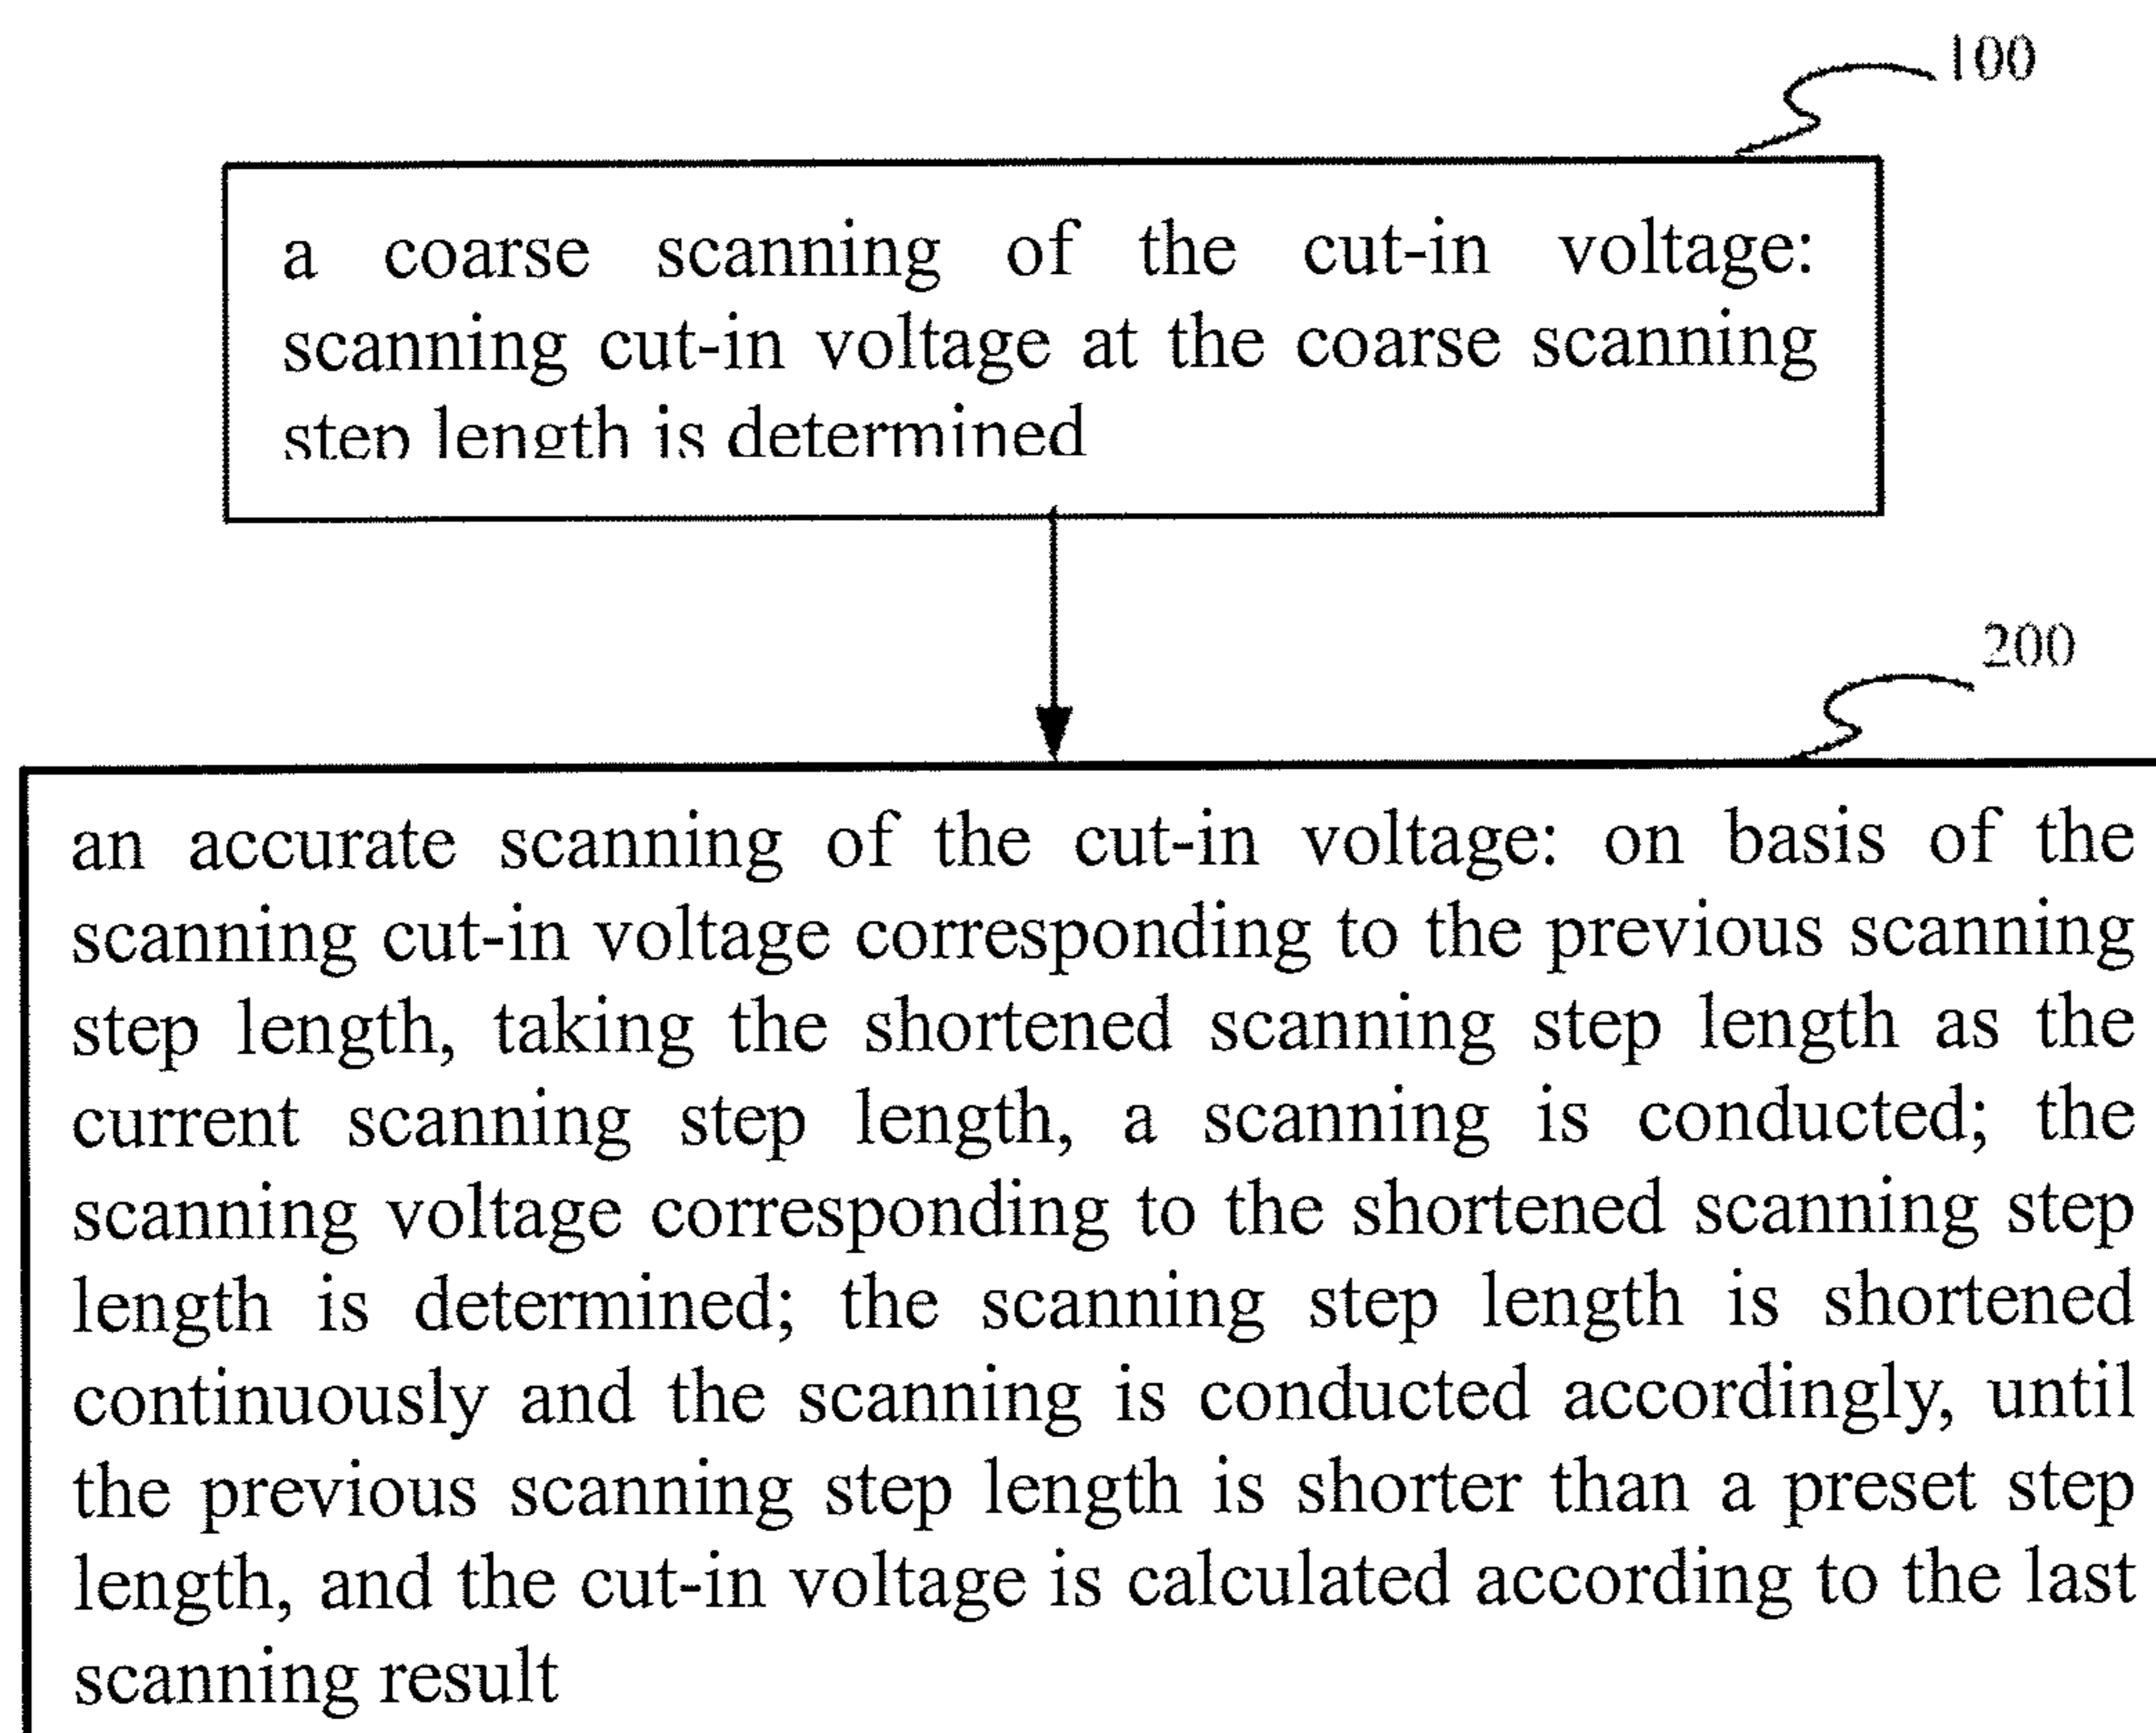 100
a coarse scanning of the cut-in voltage:
scanning cut-in voltage at the coarse scanning
step length is determined
200
an accurate scanning of the cut-in voltage: on basis of the
scanning cut-in voltage corresponding to the previous scanning
step length, taking the shortened scanning step length as the
current scanning step length, a scanning is conducted; the
scanning voltage corresponding to the shortened scanning step
length is determined; the scanning step length is shortened
continuously and the scanning is conducted accordingly, until
the previous scanning step length is shorter than a preset step
length, and the cut-in voltage is calculated according to the last
scanning result